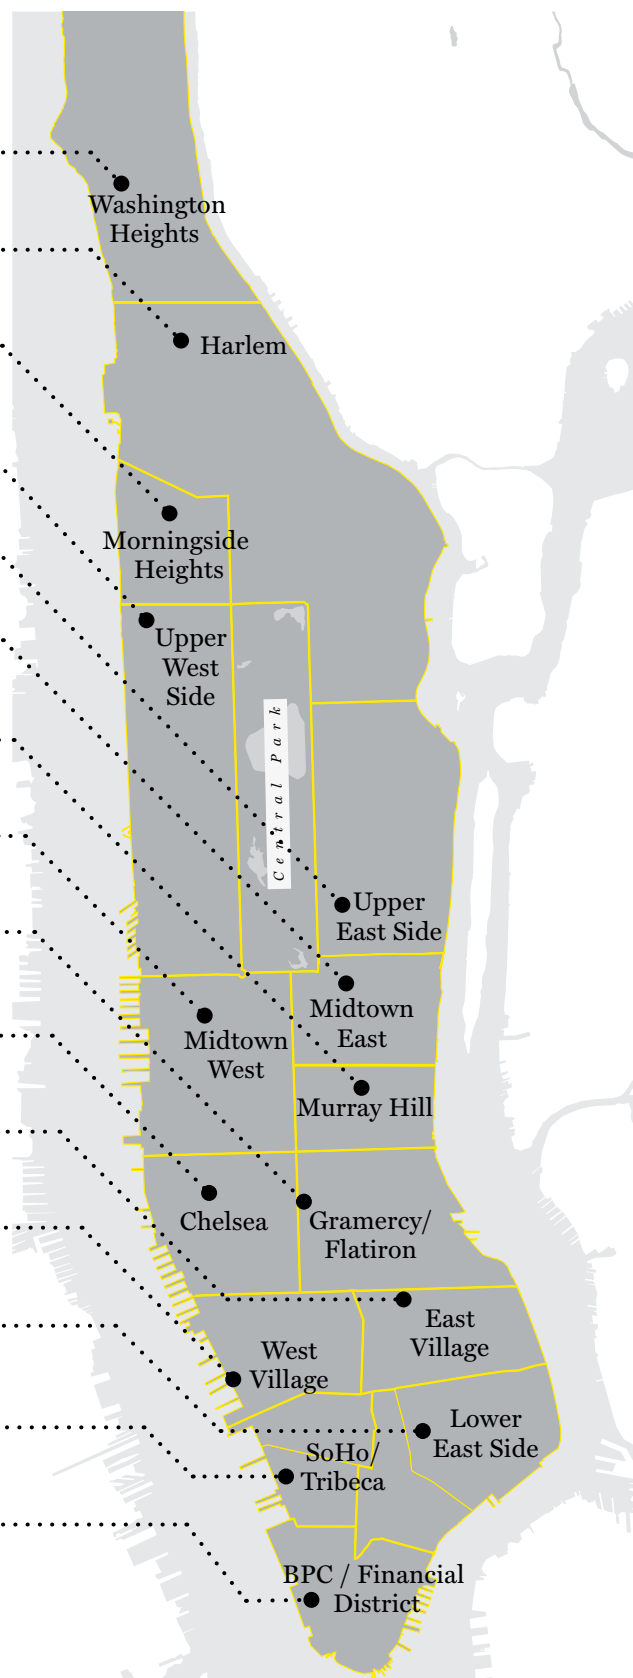 Washington
Heights
Harlem
Morningside
Heights
Upper
West
Side
Central Park
Upper
East Side
Midtown
East
Midtown
West
Murray Hill
Chelsea
Gramercy/
Flatiron
East
Village
West
Village
Lower
East Side
SoHo/
Tribeca
BPC / Financial
District